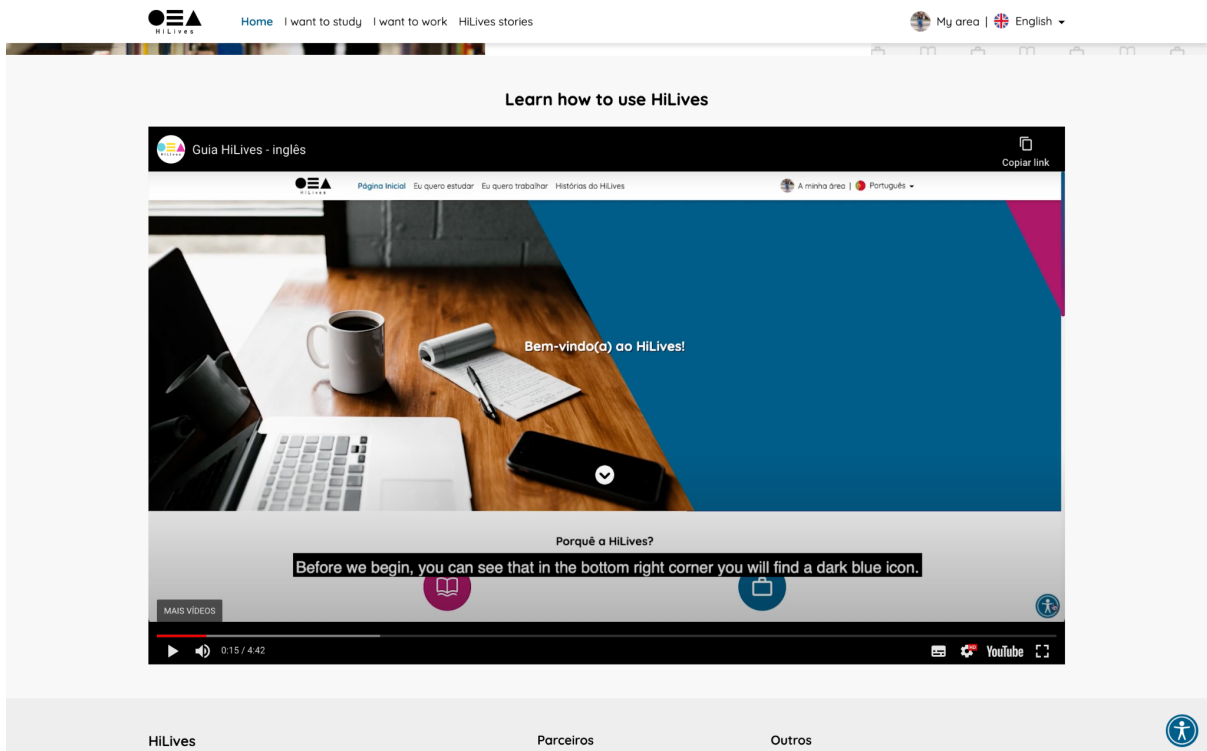 HiLives
Home I want to study I want to work HiLives stories
My area | English
Learn how to use HiLives
HiLives
Guia HiLives - inglês
Copiar link
HiLives
Página Inicial Eu quero estudar Eu quero trabalhar Histórias do HiLives
A minha área | Português
Bem-vindo(a) ao HiLives!
Porquê a HiLives?
Before we begin, you can see that in the bottom right corner you will find a dark blue icon.
MAIS VÍDEOS
0:15 / 4:42
HD
YouTube
HiLives
Parceiros
Outros